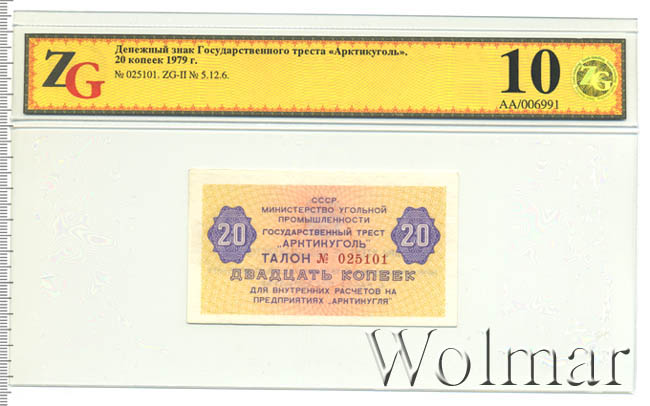 ZG
Денежный знак Государственного треста «Арктикуголь».
20 копеек 1979 г.
№ 025101. ZG-II № 5.12.6.
10
AA/006991
ZG
СССР
МИНИСТЕРСТВО УГОЛЬНОЙ
ПРОМЫШЛЕННОСТИ
ГОСУДАРСТВЕННЫЙ ТРЕСТ
„АРКТИКУГОЛЬ”
20
20
ТАЛОН № 025101
ДВАДЦАТЬ КОПЕЕК
ДЛЯ ВНУТРЕННИХ РАСЧЕТОВ НА
ПРЕДПРИЯТИЯХ „АРКТИКУГЛЯ”
Wolmar